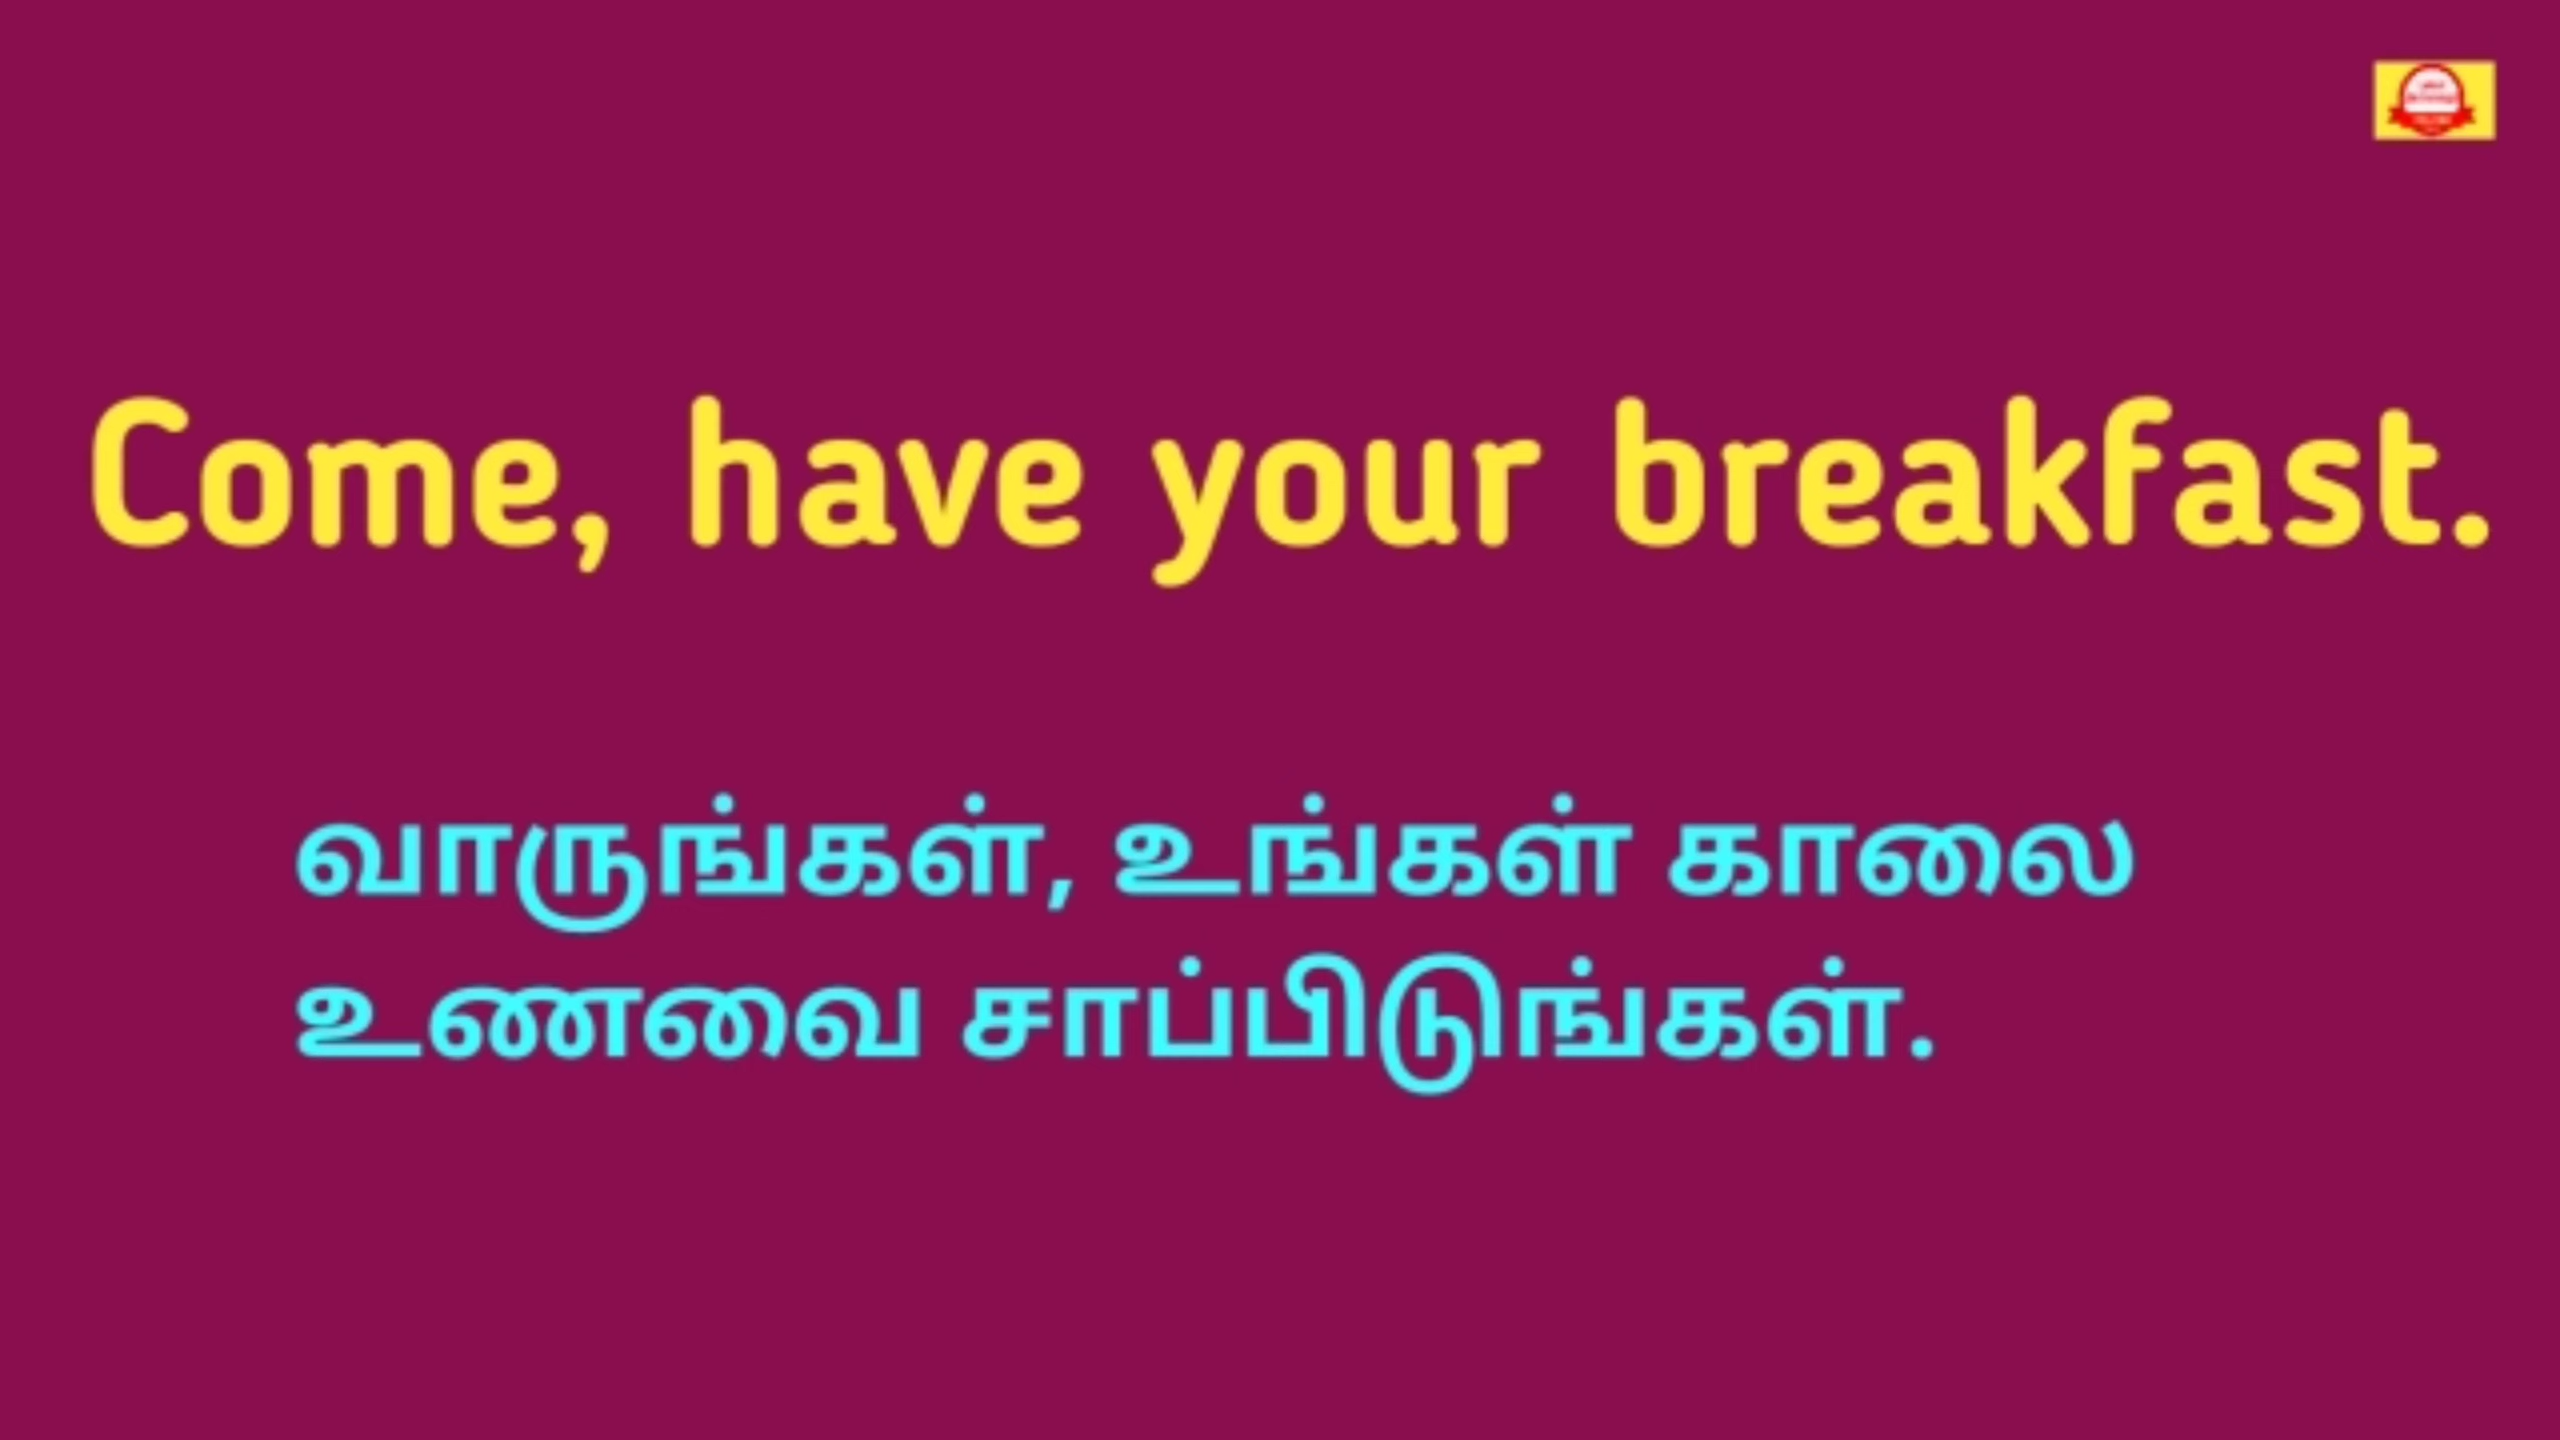 Come, have your breakfast.
வாருங்கள், உங்கள் காலை
உணவை சாப்பிடுங்கள்.